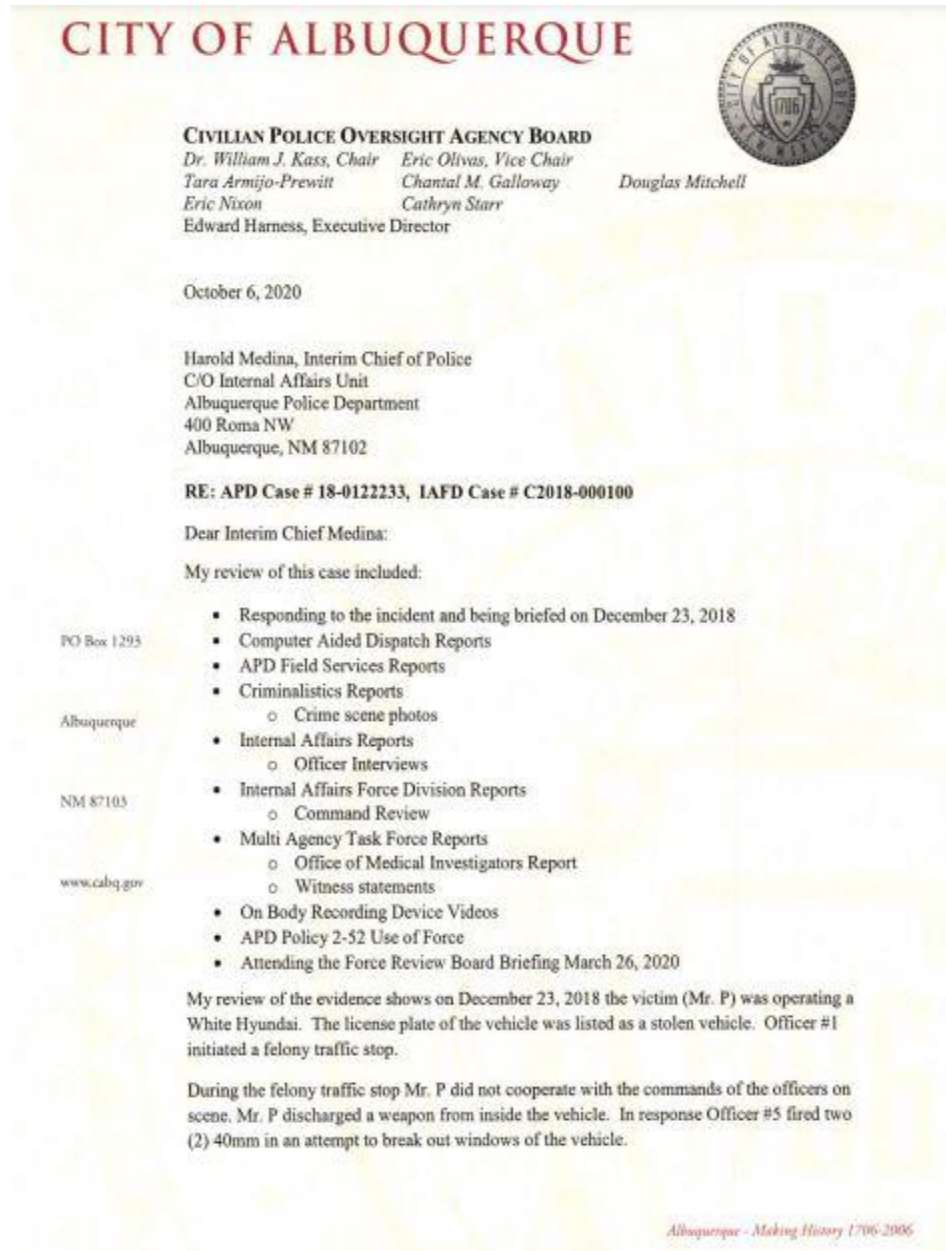 CITY OF ALBUQUERQUE
CITY OF ALBUQUERQUE
1706
NEW MEXICO
CIVILIAN POLICE OVERSIGHT AGENCY BOARD
Dr. William J. Kass, Chair Eric Olivas, Vice Chair
Tara Armijo-Prewitt Chantal M. Galloway Douglas Mitchell
Eric Nixon Cathryn Starr
Edward Harness, Executive Director
October 6, 2020
Harold Medina, Interim Chief of Police
C/O Internal Affairs Unit
Albuquerque Police Department
400 Roma NW
Albuquerque, NM 87102
RE: APD Case # 18-0122233, IAFD Case # C2018-000100
Dear Interim Chief Medina:
My review of this case included:
▪ Responding to the incident and being briefed on December 23, 2018
PO Box 1293
▪ Computer Aided Dispatch Reports
▪ APD Field Services Reports
▪ Criminalistics Reports
o Crime scene photos
Albuquerque
• Internal Affairs Reports
o Officer Interviews
• Internal Affairs Force Division Reports
NM 87103
o Command Review
• Multi Agency Task Force Reports
o Office of Medical Investigators Report
www.cabq.gov
o Witness statements
• On Body Recording Device Videos
• APD Policy 2-52 Use of Force
• Attending the Force Review Board Briefing March 26, 2020
My review of the evidence shows on December 23, 2018 the victim (Mr. P) was operating a
White Hyundai. The license plate of the vehicle was listed as a stolen vehicle. Officer #1
initiated a felony traffic stop.
During the felony traffic stop Mr. P did not cooperate with the commands of the officers on
scene. Mr. P discharged a weapon from inside the vehicle. In response Officer #5 fired two
(2) 40mm in an attempt to break out windows of the vehicle.
Albuquerque - Making History 1706-2006